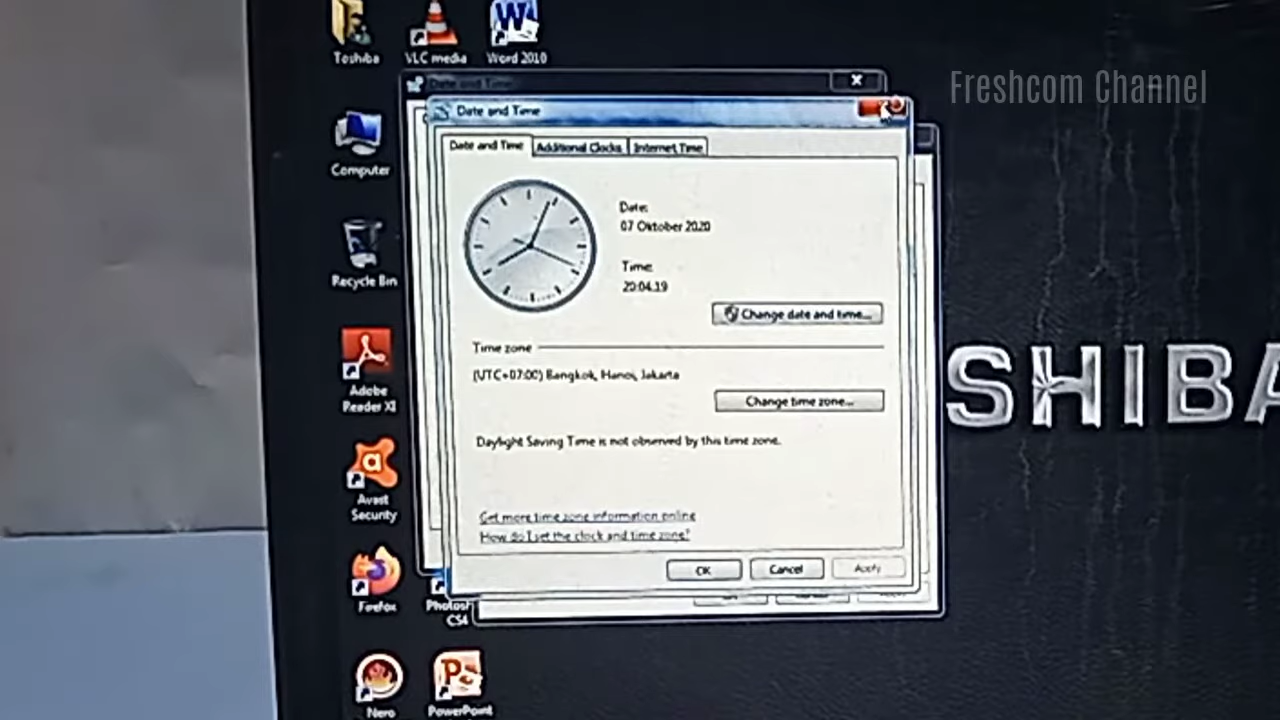 Toshiba
VLC media
Word 2010
Freshcom Channel
Date and Time
Date and Time
Date and Time
Additional Clocks
Internet Time
Computer
Date:
07 Oktober 2020
Time:
20:04:19
Recycle Bin
Change date and time...
Time zone
(UTC+07:00) Bangkok, Hanoi, Jakarta
Change time zone...
Adobe
Reader XI
SHIBA
Daylight Saving Time is not observed by this time zone.
Avast
Security
Get more time zone information online
How do I set the clock and time zone?
OK
Cancel
Apply
Firefox
Photosh
CS4
Nero
PowerPoint